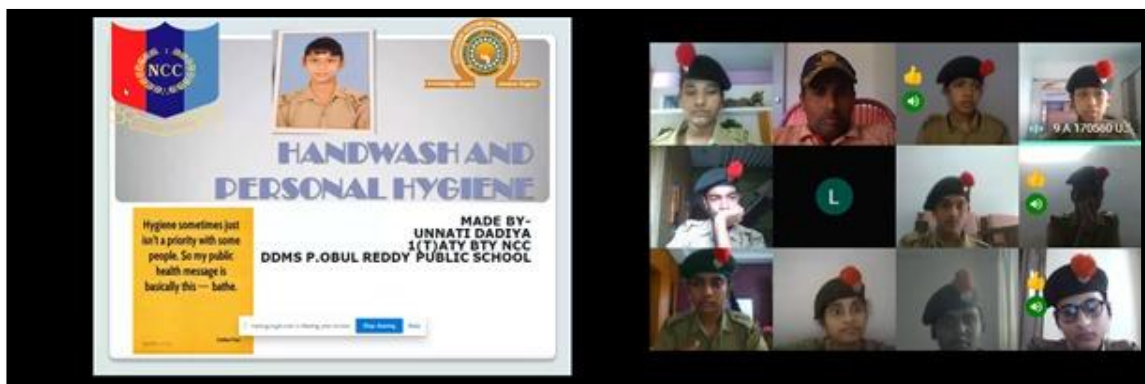 NCC
HANDWASH AND
PERSONAL HYGIENE
Hygiene sometimes just
isn't a priority with some
people. So my public
health message is
basically this — bathe.
MADE BY-
UNNATI DADIYA
1(T)ATY BTY NCC
DDMS P.OBUL REDDY PUBLIC SCHOOL
Stop sharing
Hide
9 A 170560 U...
L